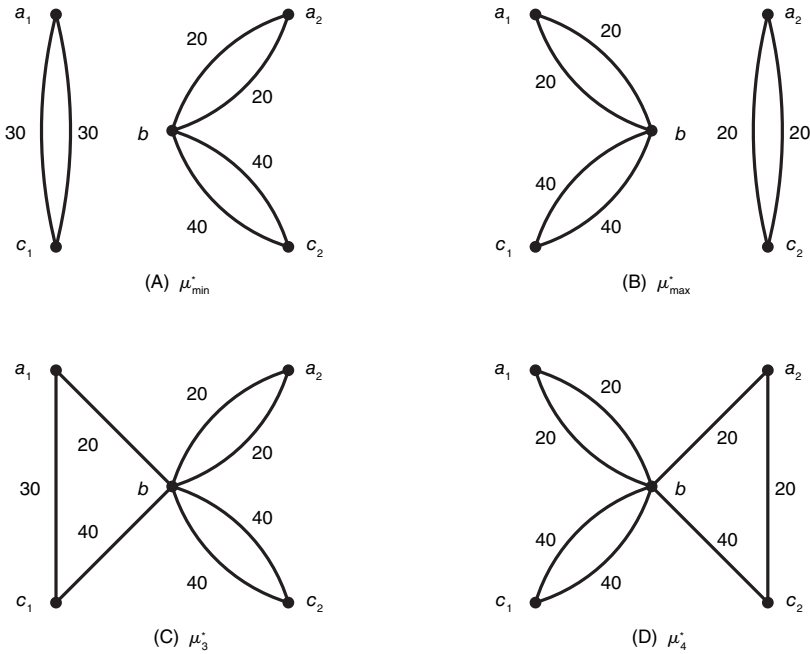 a₁ a₂ a₁ a₂
20 20
20 20
30 30 b b 20 20
40 40
40 40
c₁ c₂ c₁ c₂
(A) μ*min (B) μ*max
a₁ a₂ a₁ a₂
20 20
20 20 20 20
30 b b 20
40 40 40 40
40 40
c₁ c₂ c₁ c₂
(C) μ*₃ (D) μ*₄